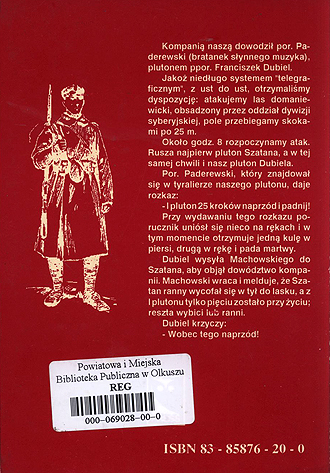 Kompanią naszą dowodził por. Pa-
derewski (bratanek słynnego muzyka),
plutonem ppor. Franciszek Dubiel.
Jakoż niedługo systemem "telegra-
ficznym", z ust do ust, otrzymaliśmy
dyspozycję: atakujemy las domanie-
wicki, obsadzony przez oddział dywizji
syberyjskiej, pole przebiegamy skoka-
mi po 25 m.
Około godz. 8 rozpoczynamy atak.
Rusza najpierw pluton Szatana, a w tej
samej chwili i nasz pluton Dubiela.
Por. Paderewski, który znajdował
się w tyralierze naszego plutonu, daje
rozkaz:
- I pluton 25 kroków naprzód i padnij!
Przy wydawaniu tego rozkazu po-
rucznik uniósł się nieco na rękach i w
tym momencie otrzymuje jedną kulę w
piersi, drugą w rękę i pada martwy.
Dubiel wysyła Machowskiego do
Szatana, aby objął dowództwo kompa-
nii. Machowski wraca i melduje, że Sza-
tan ranny wycofał się w tył do lasku, a z
I plutonu tylko pięciu zostało przy życiu;
reszta wybici lub ranni.
Dubiel krzyczy:
- Wobec tego naprzód!
Powiatowa i Miejska
Biblioteka Publiczna w Olkuszu
REG
000-069028-00-0
ISBN 83 - 85876 - 20 - 0